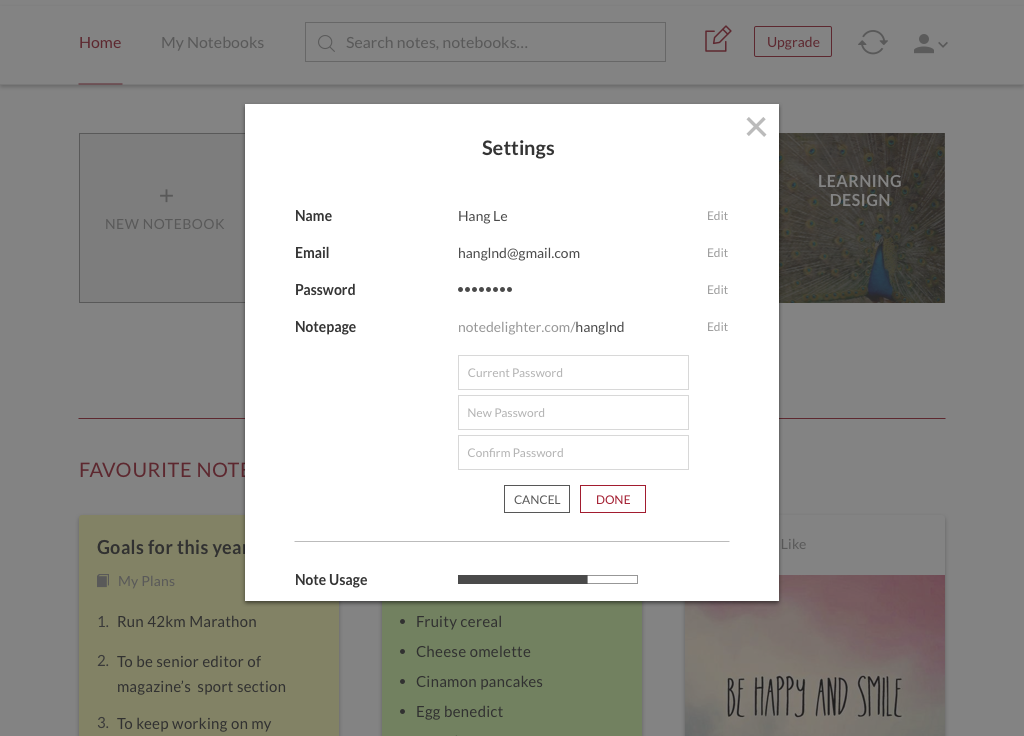 Home
My Notebooks
Search notes, notebooks...
Upgrade
+
NEW NOTEBOOK
LEARNING
DESIGN
Settings
Name
Hang Le
Edit
Email
hanglnd@gmail.com
Edit
Password
••••••••
Edit
Notepage
notedelighter.com/hanglnd
Edit
Current Password
New Password
Confirm Password
CANCEL
DONE
Note Usage
FAVOURITE NOTE
Goals for this year
My Plans
1. Run 42km Marathon
2. To be senior editor of
magazine's sport section
3. To keep working on my
• Fruity cereal
• Cheese omelette
• Cinamon pancakes
• Egg benedict
Like
BE HAPPY AND SMILE